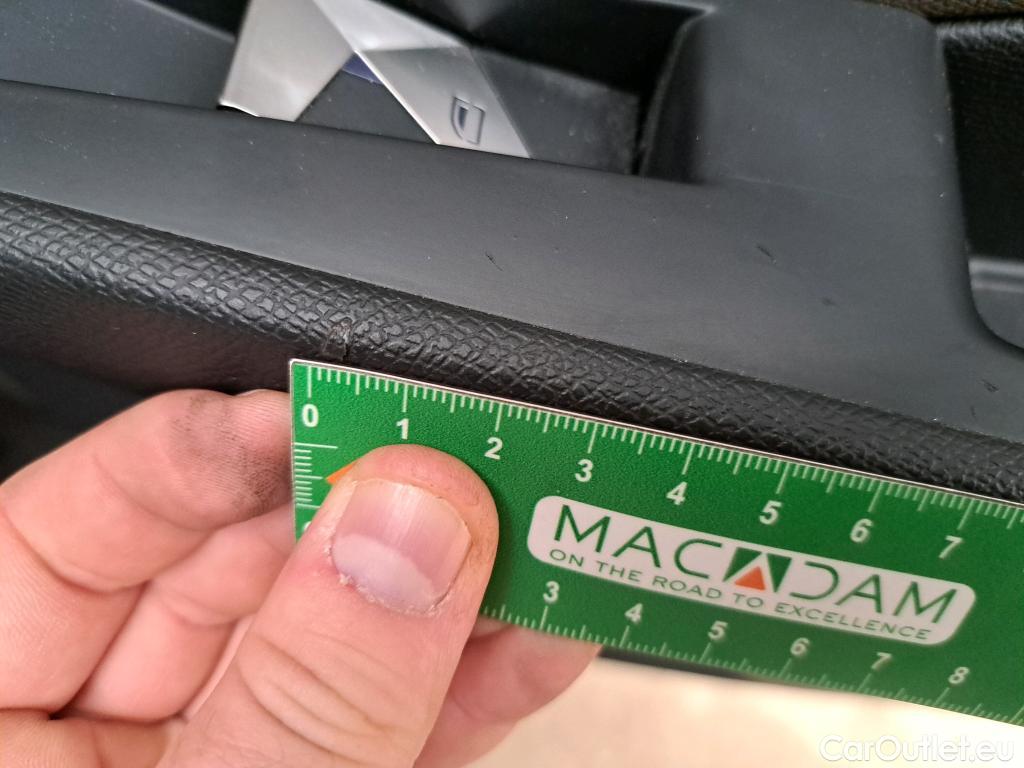 0 1 2 3 4 5 6 7
MACADAM
ON THE ROAD TO EXCELLENCE
3 4 5 6 7 8
CarOutlet.eu